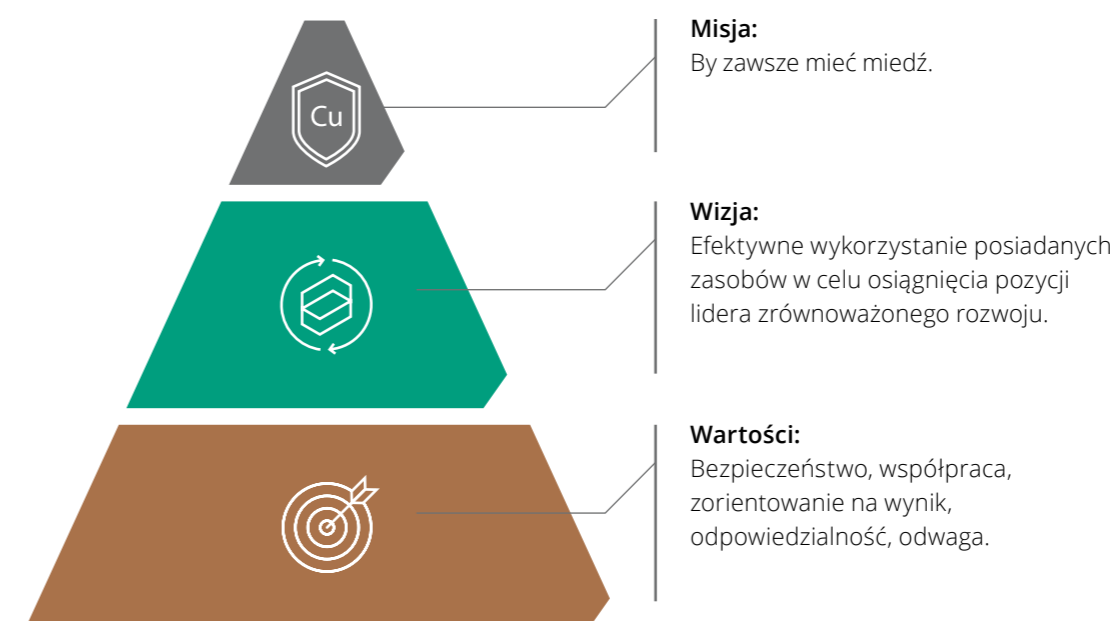 Cu
Misja:
By zawsze mieć miedź.
Wizja:
Efektywne wykorzystanie posiadanych
zasobów w celu osiągnięcia pozycji
lidera zrównoważonego rozwoju.
Wartości:
Bezpieczeństwo, współpraca,
zorientowanie na wynik,
odpowiedzialność, odwaga.